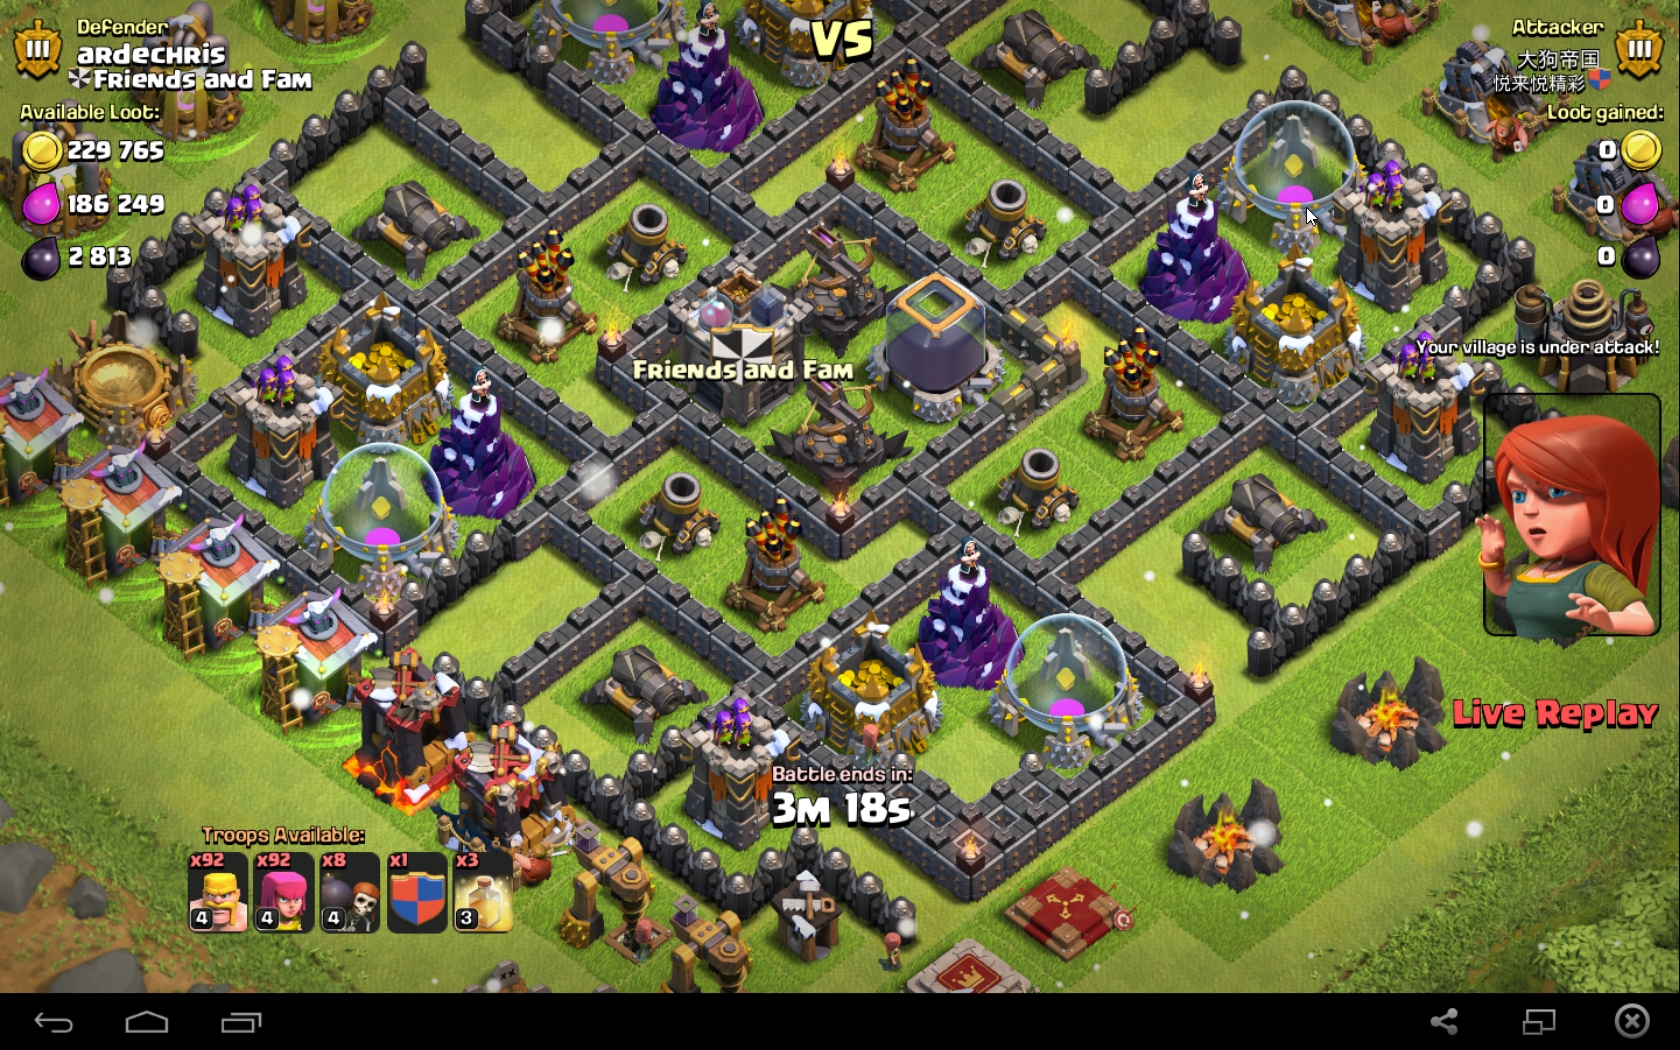 Defender
ardechris
Friends and Fam
Available Loot:
229 765
186 249
2 813
VS
Attacker
大狗帝国
悦来悦精彩
Loot gained:
0
0
0
Your village is under attack!
Friends and Fam
Live Replay
Battle ends in:
3M 18S
Troops Available:
x92 x92 x8 x1 x3
4 4 4 3